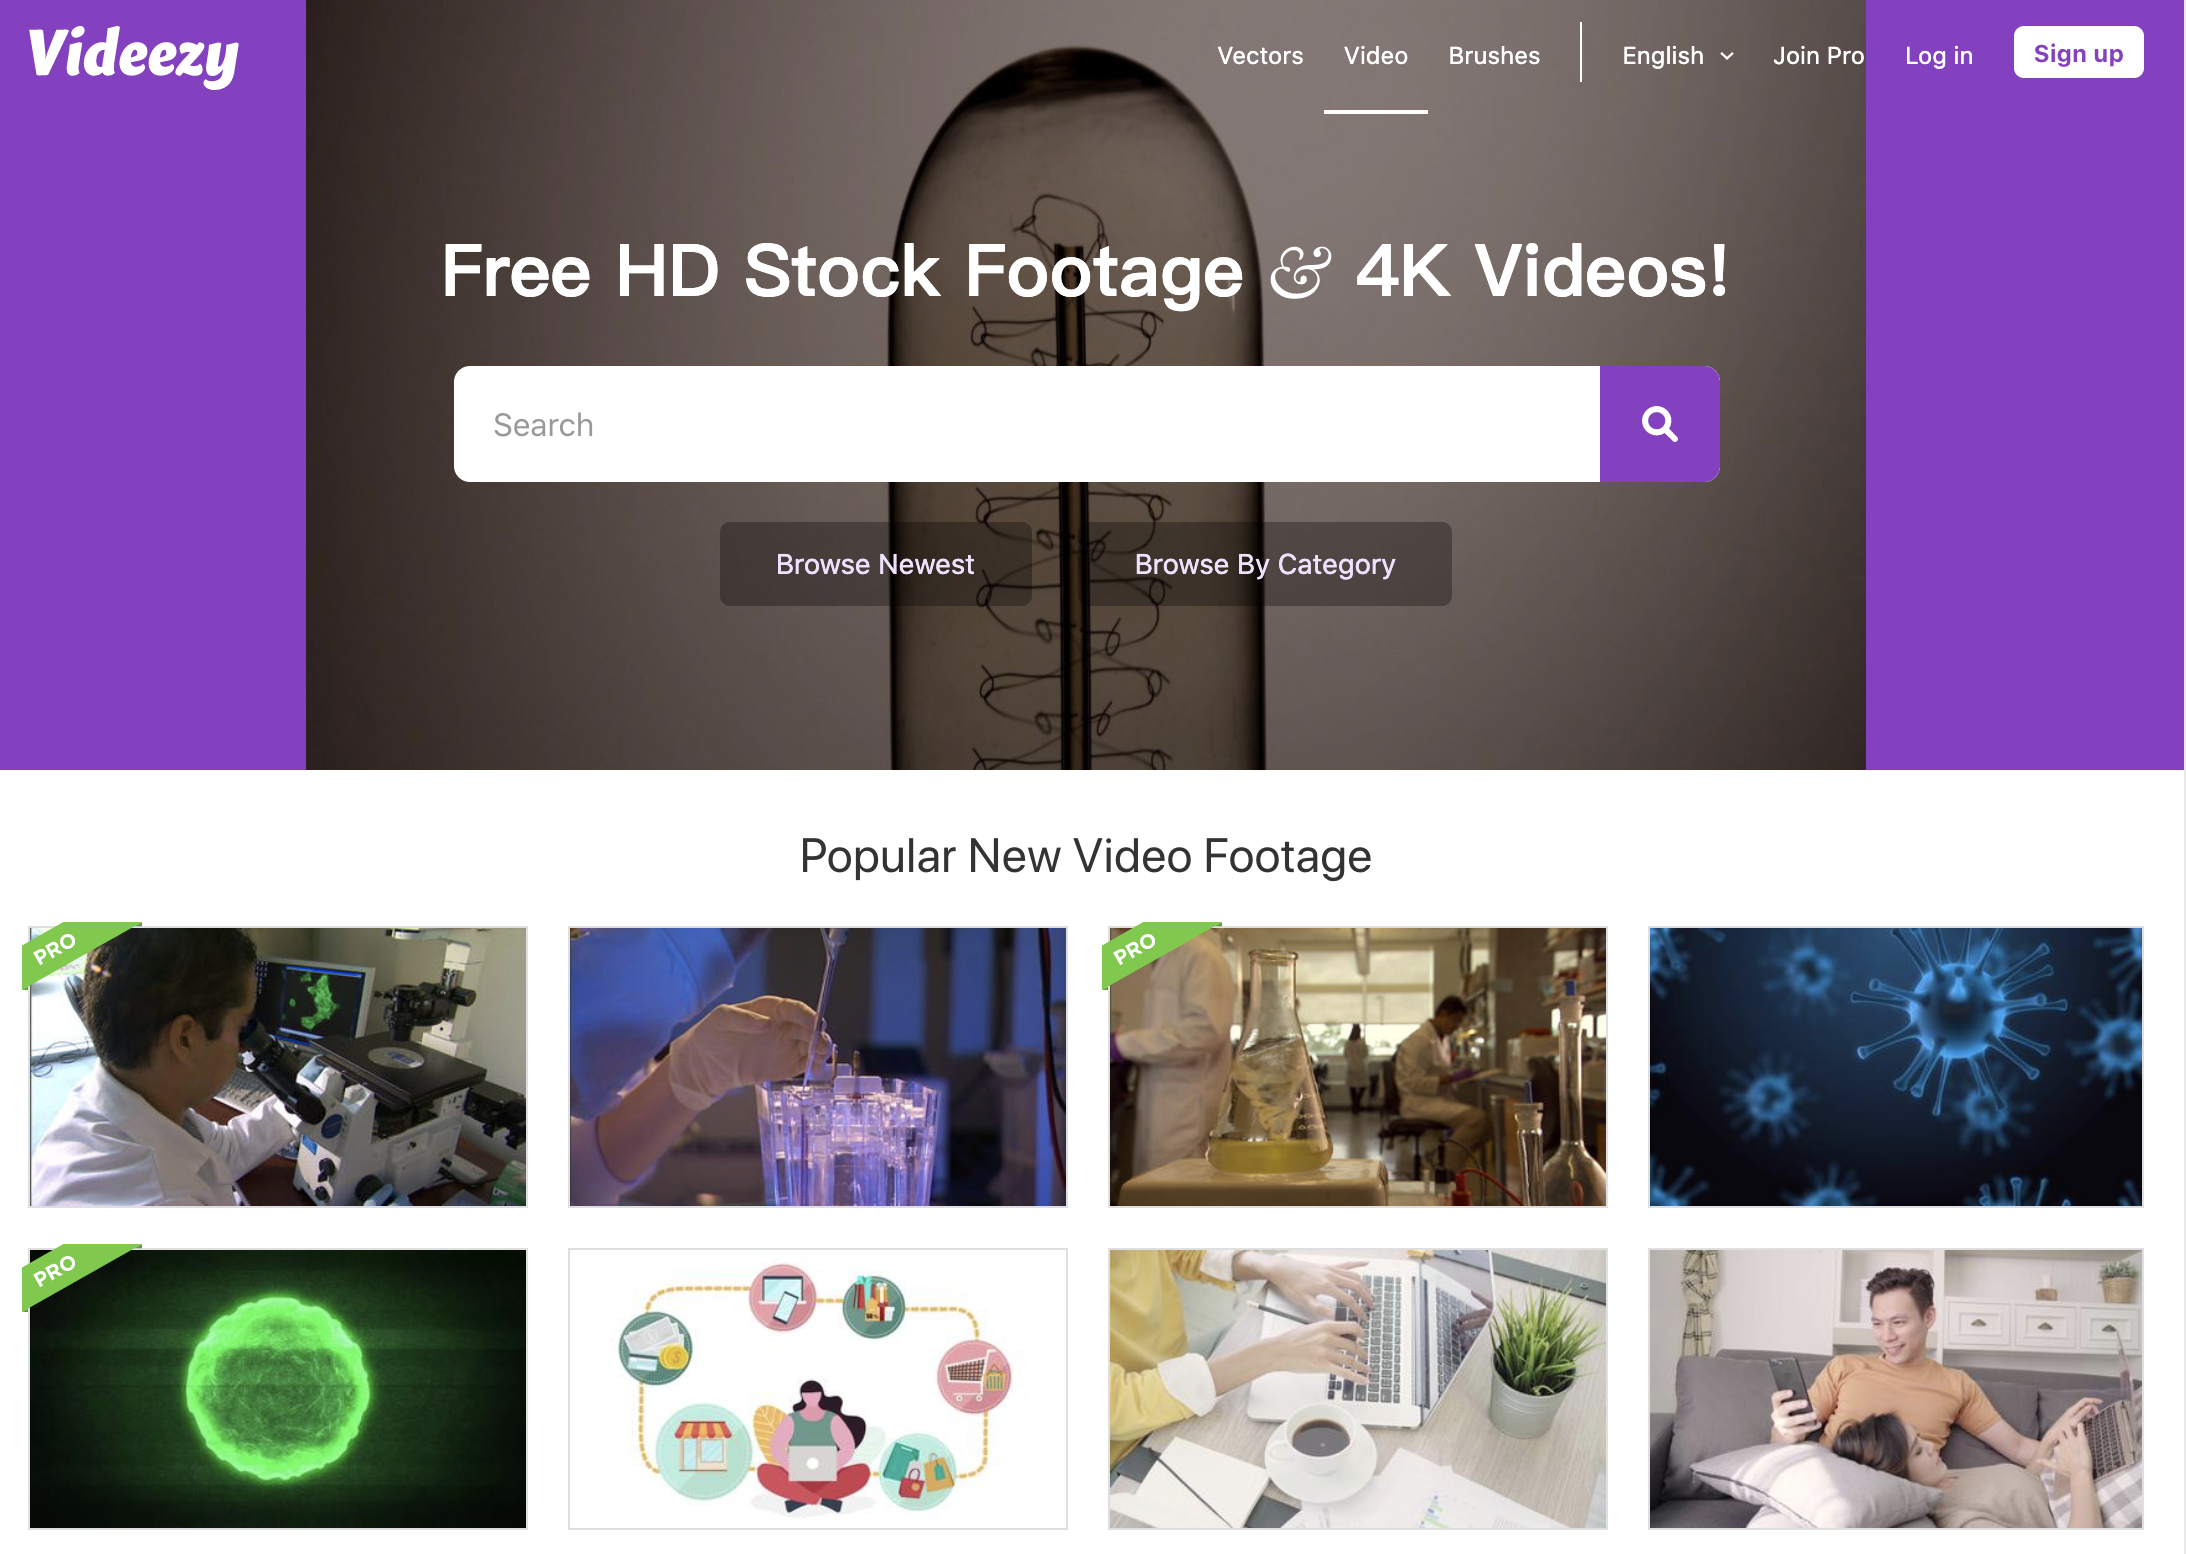 Videezy
Vectors Video Brushes English Join Pro Log in Sign up
Free HD Stock Footage & 4K Videos!
Search
Browse Newest Browse By Category
Popular New Video Footage
PRO
PRO
PRO